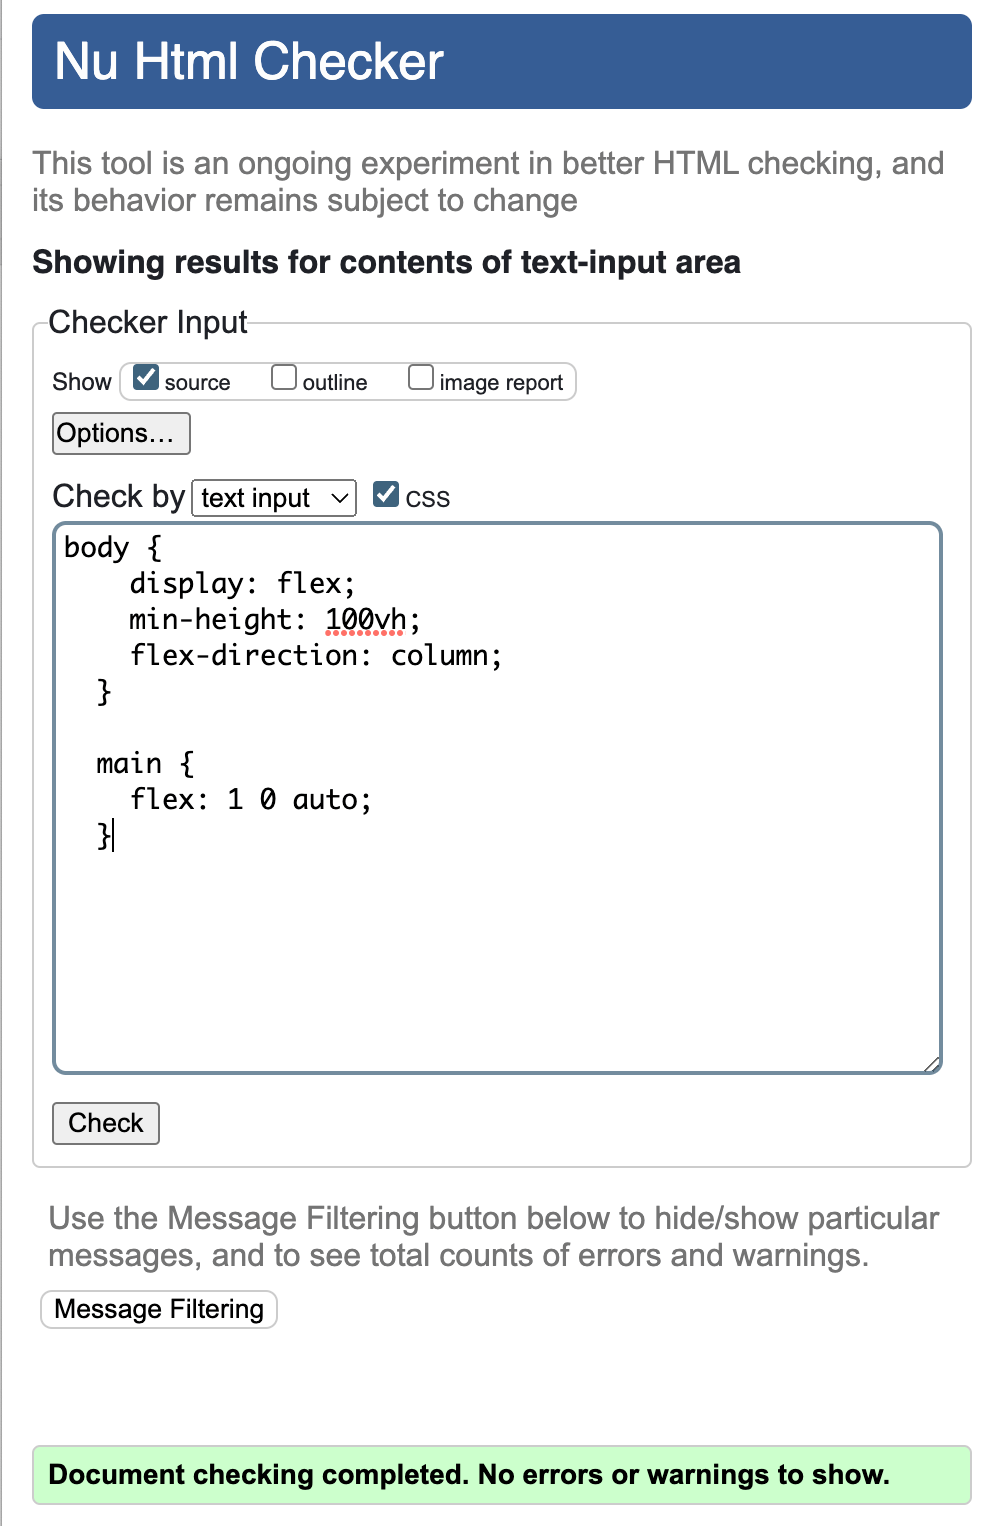 Nu Html Checker
This tool is an ongoing experiment in better HTML checking, and
its behavior remains subject to change
Showing results for contents of text-input area
Checker Input
Show source outline image report
Options...
Check by text input CSS
body {
    display: flex;
    min-height: 100vh;
    flex-direction: column;
  }

  main {
    flex: 1 0 auto;
  }
Check
Use the Message Filtering button below to hide/show particular
messages, and to see total counts of errors and warnings.
Message Filtering
Document checking completed. No errors or warnings to show.